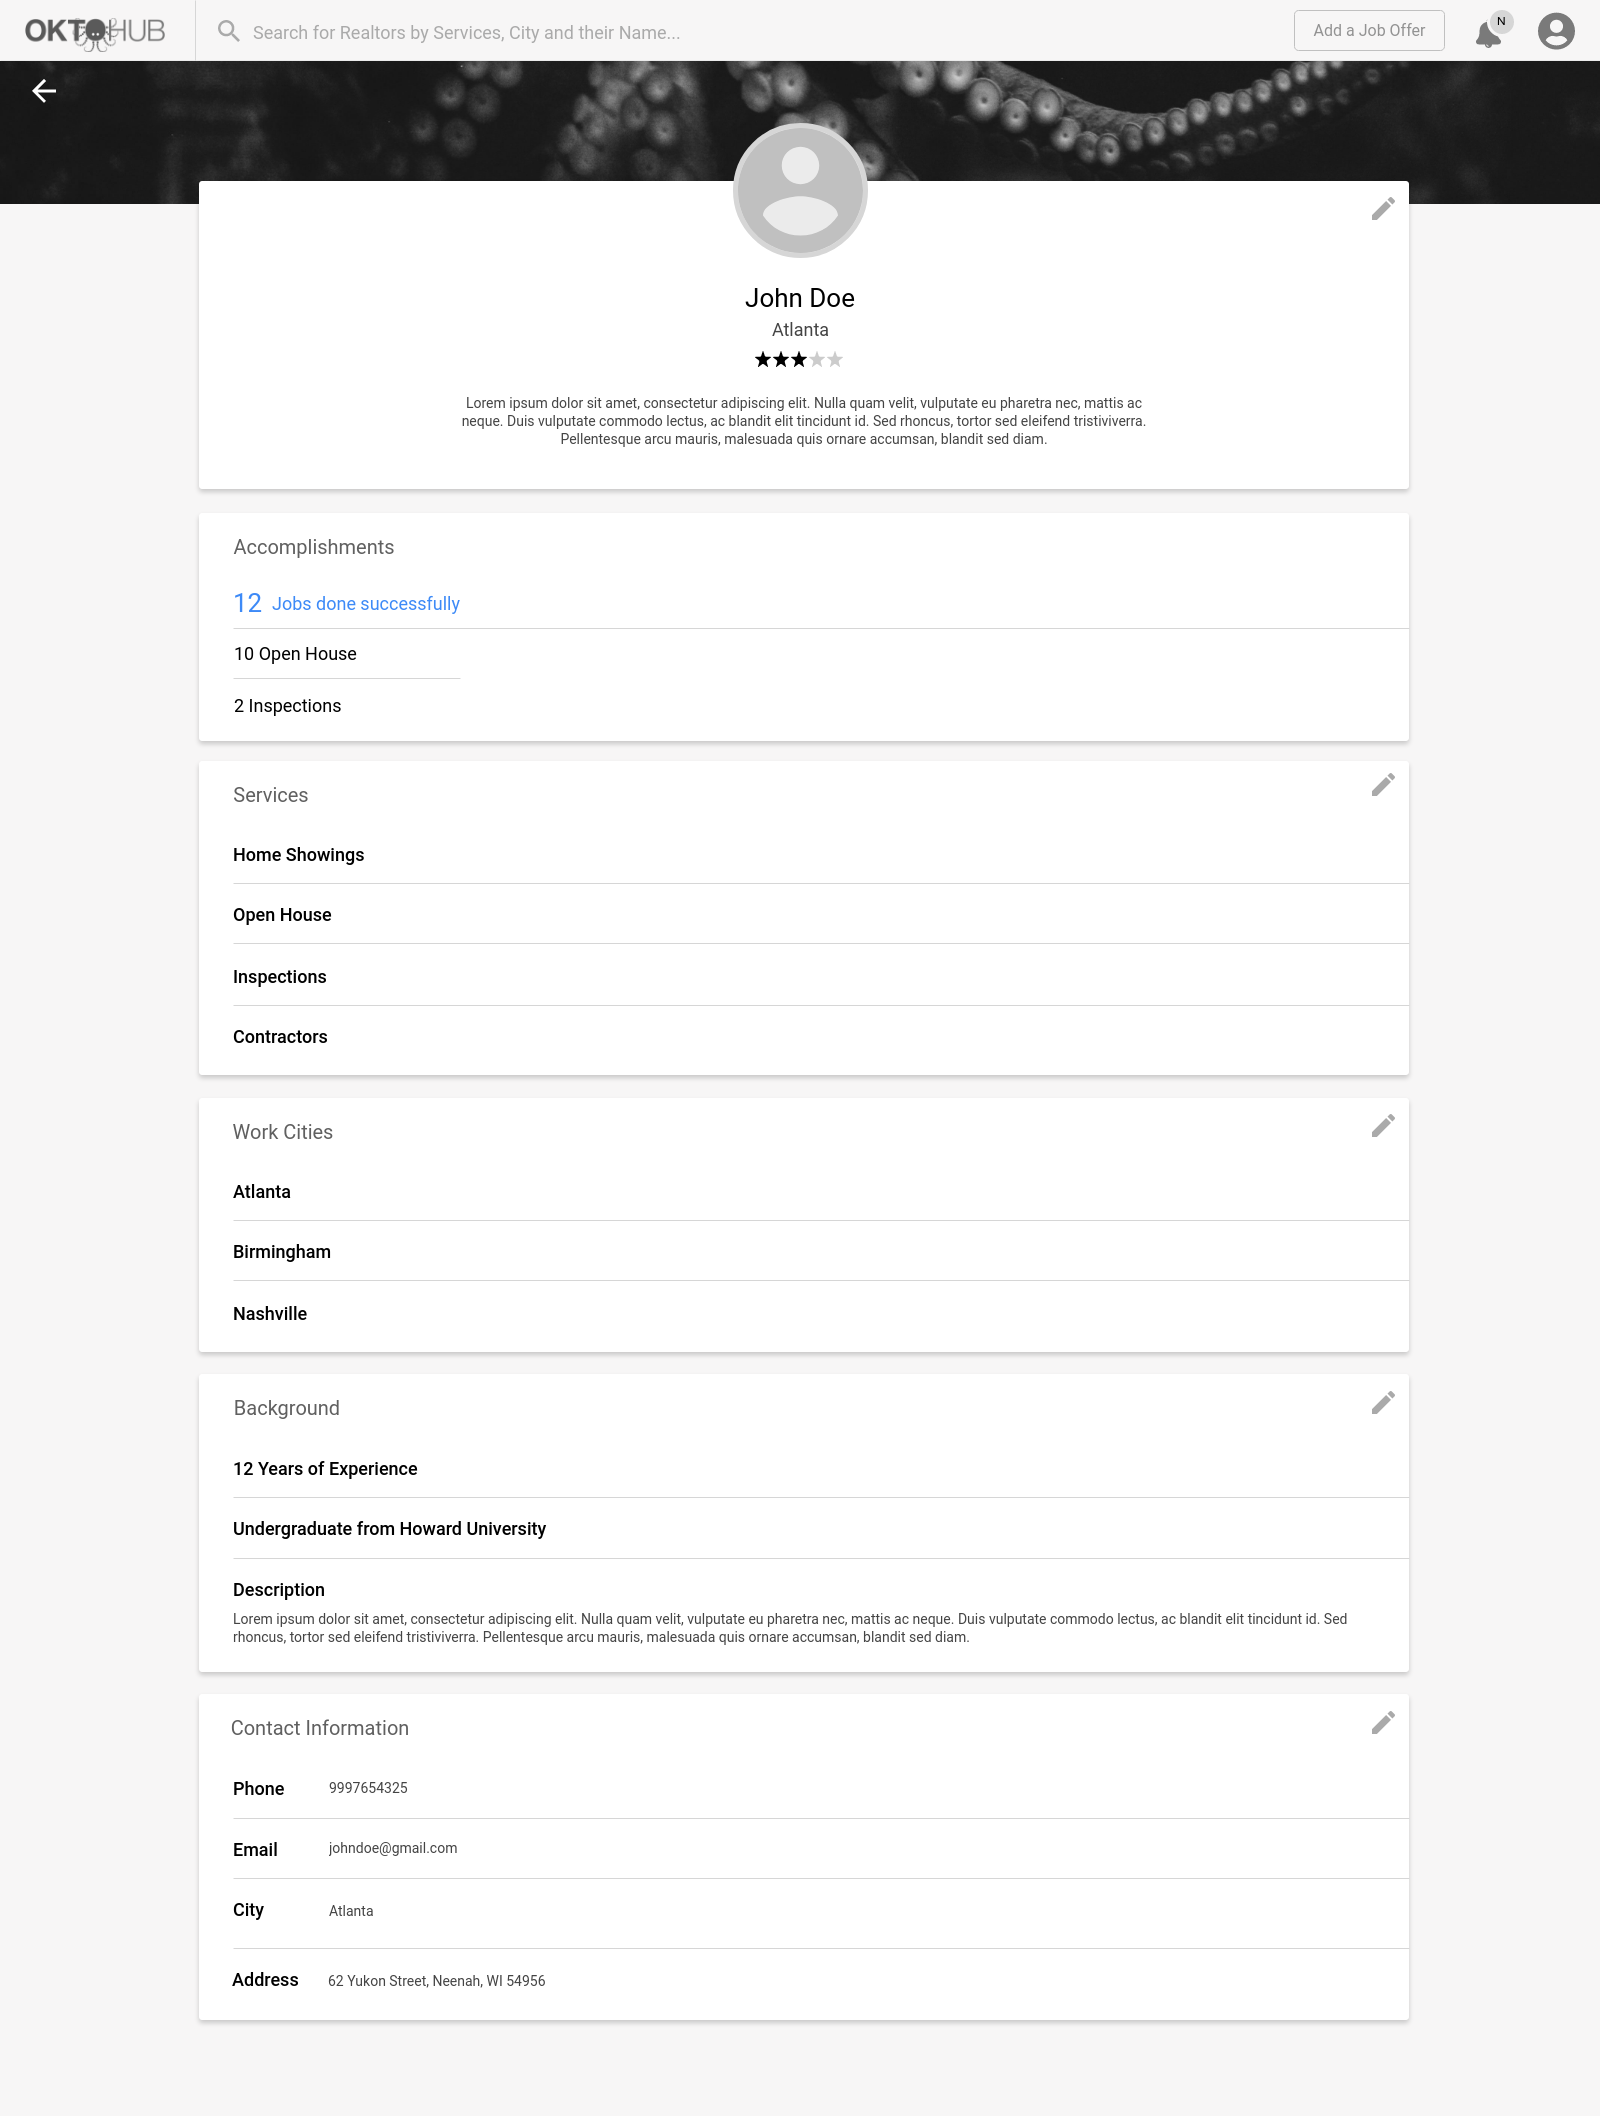 OKTOHUB
Search for Realtors by Services, City and their Name...
Add a Job Offer
N
John Doe
Atlanta
Lorem ipsum dolor sit amet, consectetur adipiscing elit. Nulla quam velit, vulputate eu pharetra nec, mattis ac
neque. Duis vulputate commodo lectus, ac blandit elit tincidunt id. Sed rhoncus, tortor sed eleifend tristiviverra.
Pellentesque arcu mauris, malesuada quis ornare accumsan, blandit sed diam.
Accomplishments
12 Jobs done successfully
10 Open House
2 Inspections
Services
Home Showings
Open House
Inspections
Contractors
Work Cities
Atlanta
Birmingham
Nashville
Background
12 Years of Experience
Undergraduate from Howard University
Description
Lorem ipsum dolor sit amet, consectetur adipiscing elit. Nulla quam velit, vulputate eu pharetra nec, mattis ac neque. Duis vulputate commodo lectus, ac blandit elit tincidunt id. Sed
rhoncus, tortor sed eleifend tristiviverra. Pellentesque arcu mauris, malesuada quis ornare accumsan, blandit sed diam.
Contact Information
Phone 9997654325
Email johndoe@gmail.com
City Atlanta
Address 62 Yukon Street, Neenah, WI 54956